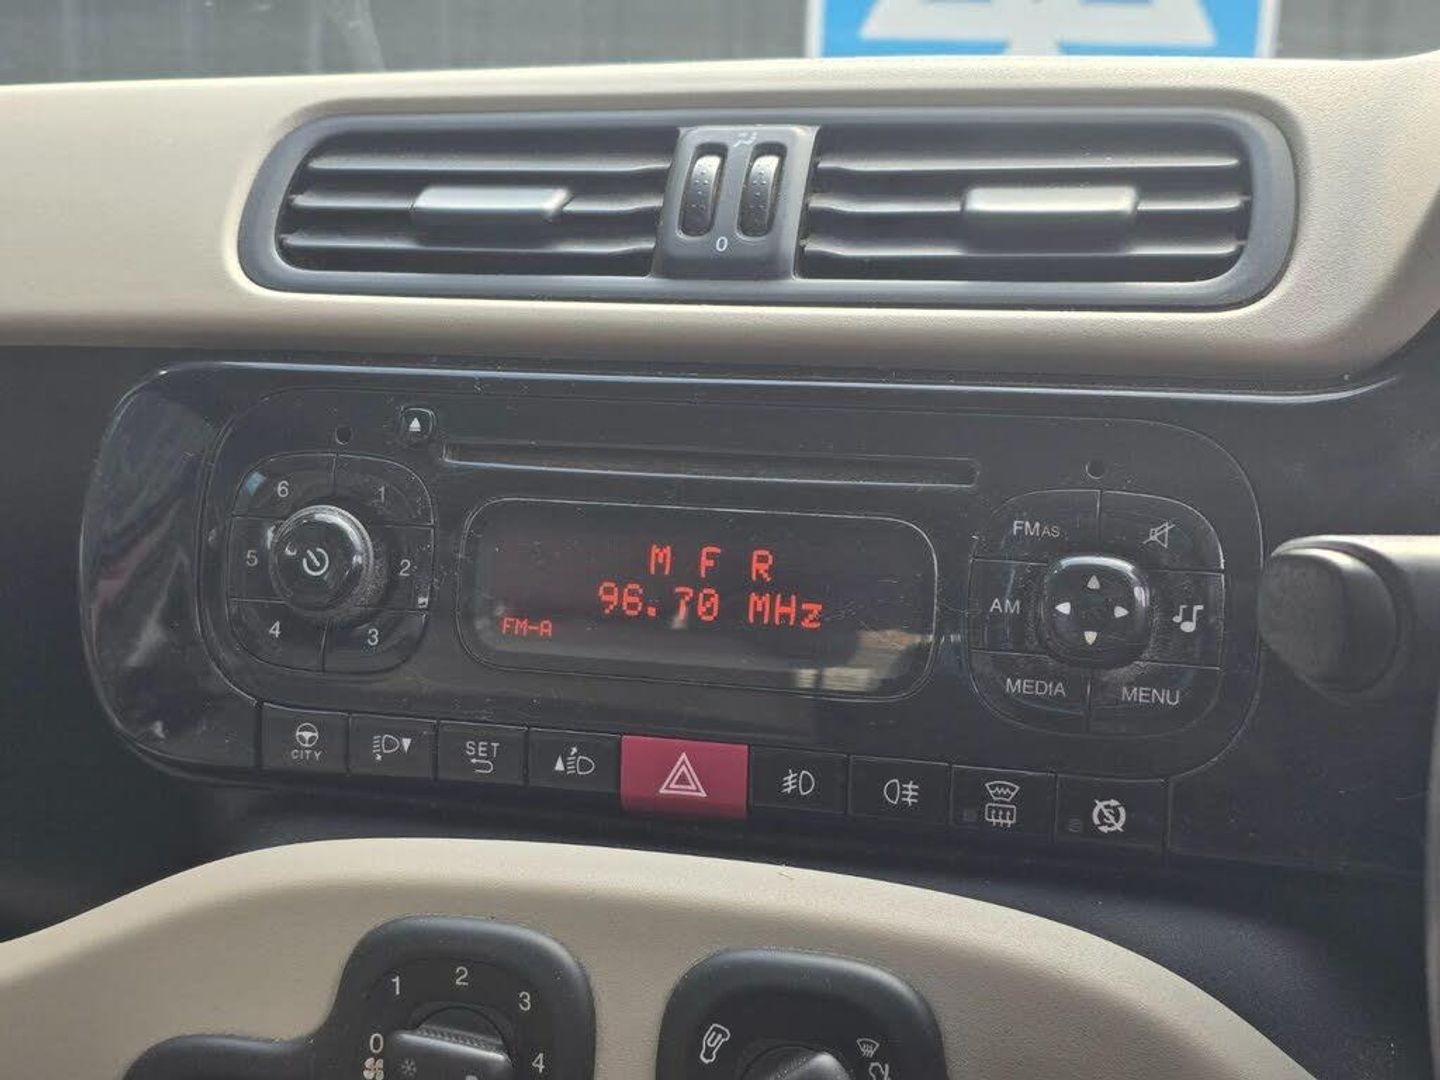 0
6 1
5 2
4 3
M F R
96.70 MHz
FM-A
FMAS
AM
MEDIA MENU
CITY
SET
1 2 3
0 4